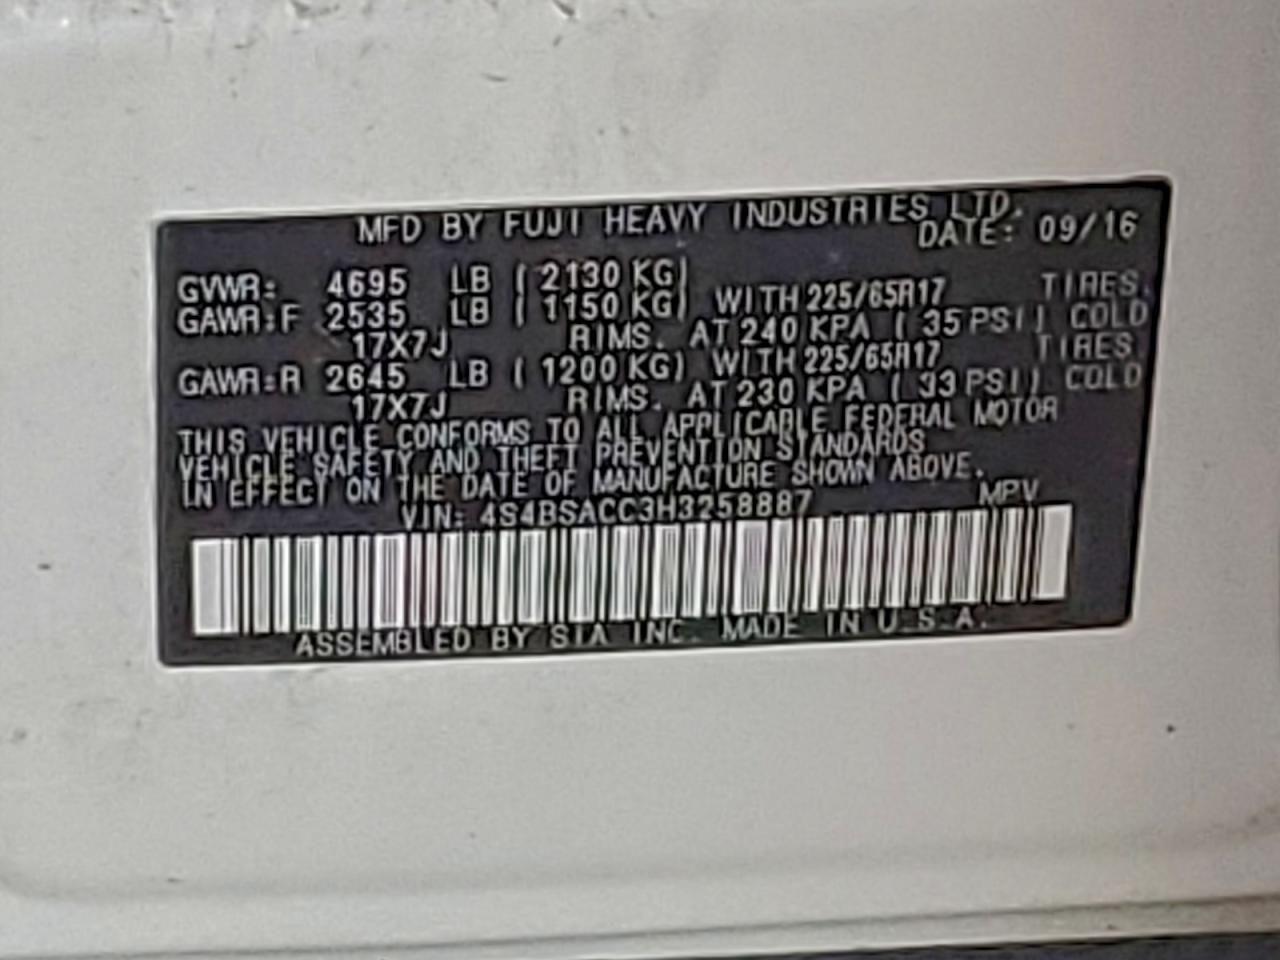 MFD BY FUJI HEAVY INDUSTRIES LTD.
DATE: 09/16
GVWR: 4695 LB ( 2130 KG)
GAWR:F 2535 LB ( 1150 KG) WITH 225/65R17 TIRES,
17X7J RIMS. AT 240 KPA ( 35 PSI) COLD
GAWR:R 2645 LB ( 1200 KG) WITH 225/65R17 TIRES
17X7J RIMS. AT 230 KPA ( 33 PSI) COLD
THIS VEHICLE CONFORMS TO ALL APPLICABLE FEDERAL MOTOR
VEHICLE SAFETY AND THEFT PREVENTION STANDARDS
IN EFFECT ON THE DATE OF MANUFACTURE SHOWN ABOVE.
VIN: 4S4BSACC3H3258887 MPV
ASSEMBLED BY SIA INC. MADE IN U.S.A.